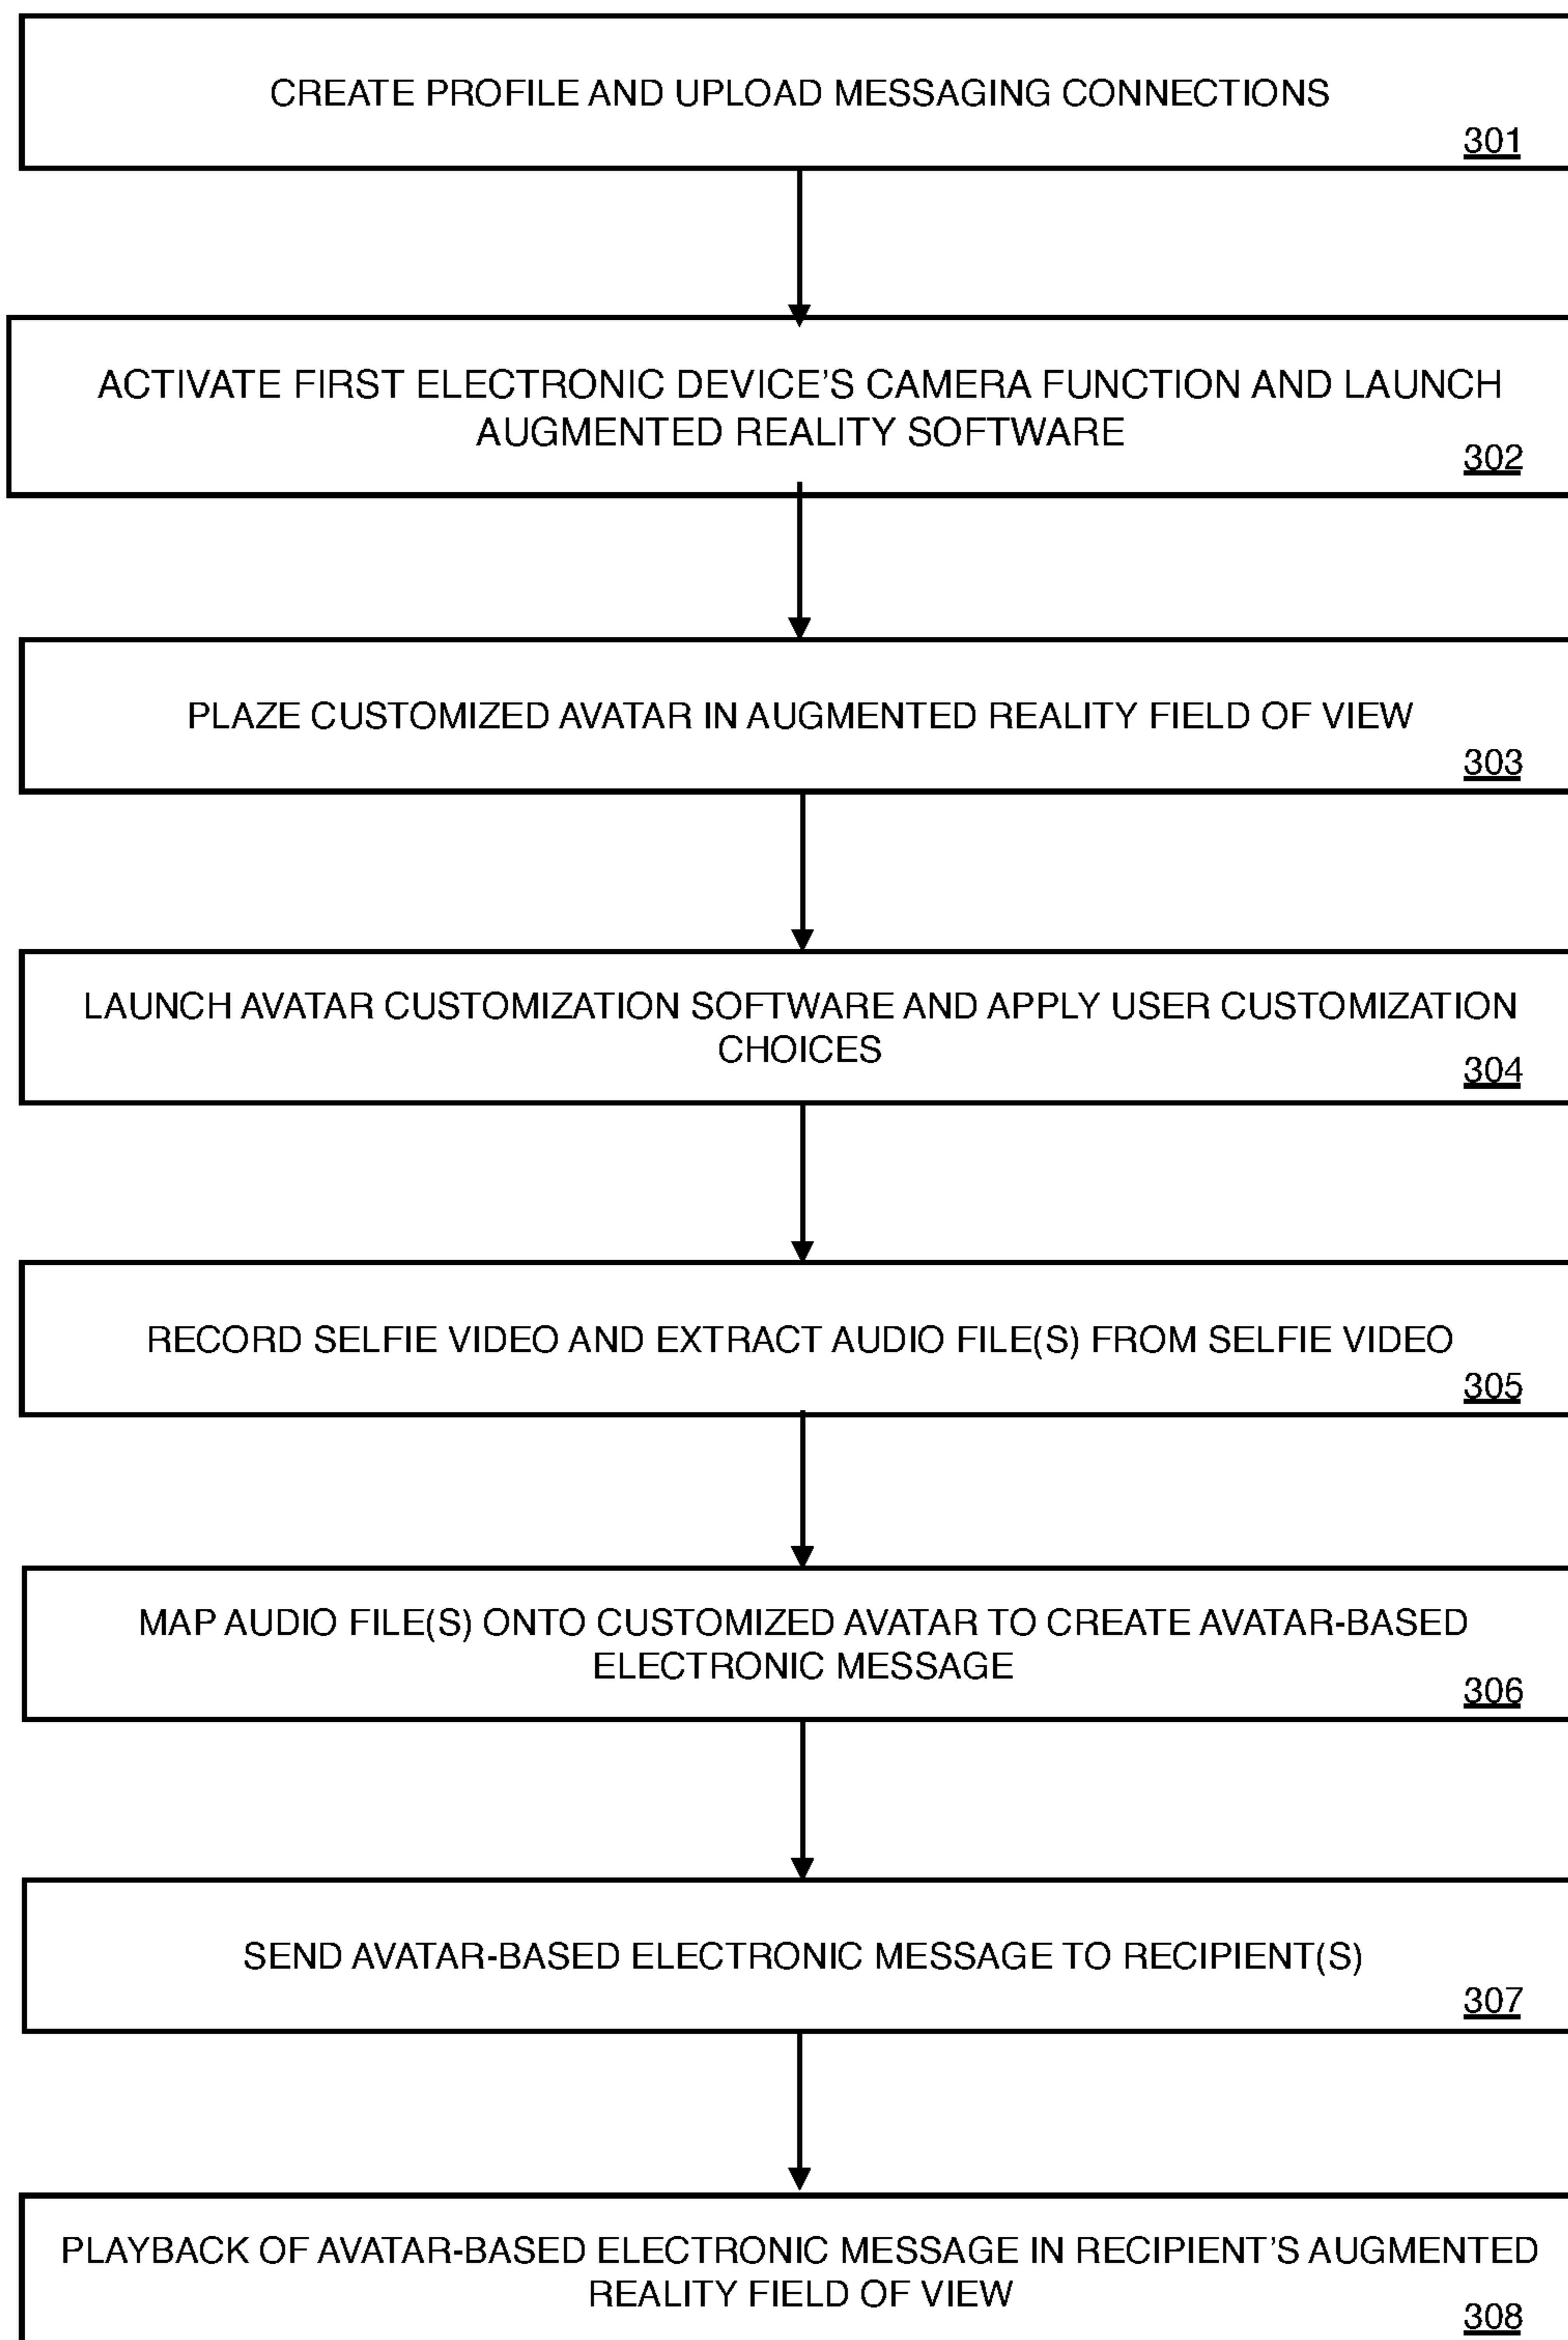 CREATE PROFILE AND UPLOAD MESSAGING CONNECTIONS
301
ACTIVATE FIRST ELECTRONIC DEVICE’S CAMERA FUNCTION AND LAUNCH
AUGMENTED REALITY SOFTWARE
302
PLAZE CUSTOMIZED AVATAR IN AUGMENTED REALITY FIELD OF VIEW
303
LAUNCH AVATAR CUSTOMIZATION SOFTWARE AND APPLY USER CUSTOMIZATION
CHOICES
304
RECORD SELFIE VIDEO AND EXTRACT AUDIO FILE(S) FROM SELFIE VIDEO
305
MAP AUDIO FILE(S) ONTO CUSTOMIZED AVATAR TO CREATE AVATAR-BASED
ELECTRONIC MESSAGE
306
SEND AVATAR-BASED ELECTRONIC MESSAGE TO RECIPIENT(S)
307
PLAYBACK OF AVATAR-BASED ELECTRONIC MESSAGE IN RECIPIENT’S AUGMENTED
REALITY FIELD OF VIEW
308